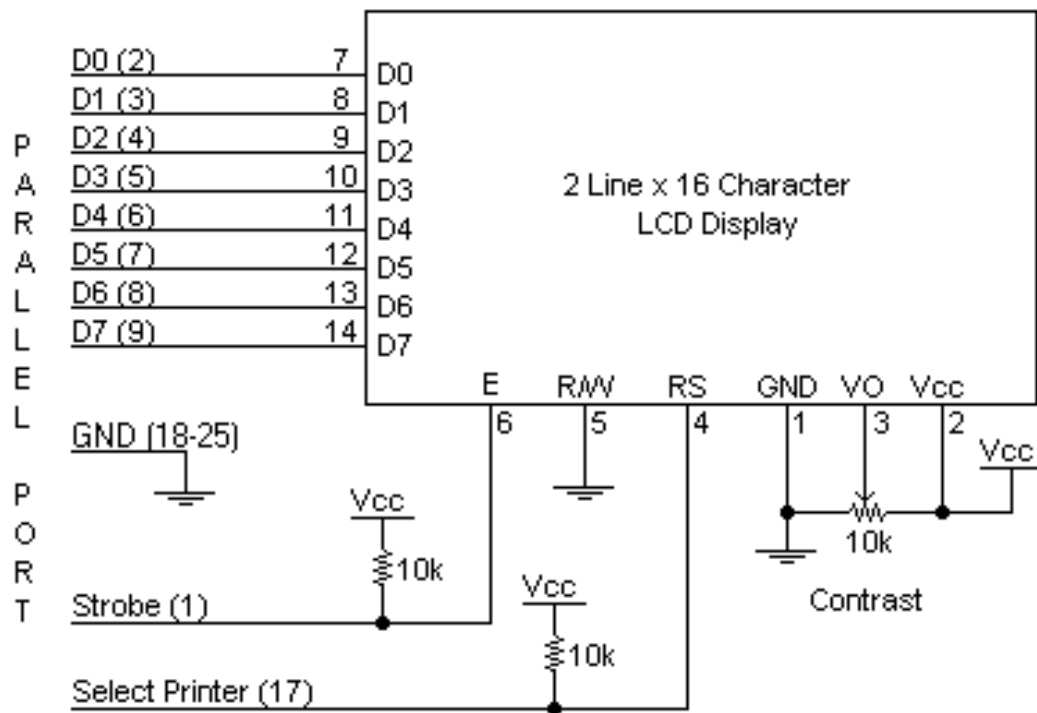 PARALLEL PORT
D0 (2) 7 D0
D1 (3) 8 D1
D2 (4) 9 D2
D3 (5) 10 D3
D4 (6) 11 D4
D5 (7) 12 D5
D6 (8) 13 D6
D7 (9) 14 D7
2 Line x 16 Character
LCD Display
E R/W RS GND VO Vcc
6 5 4 1 3 2
GND (18-25)
Vcc
Vcc
10k
10k
Vcc
10k
Contrast
Strobe (1)
Select Printer (17)